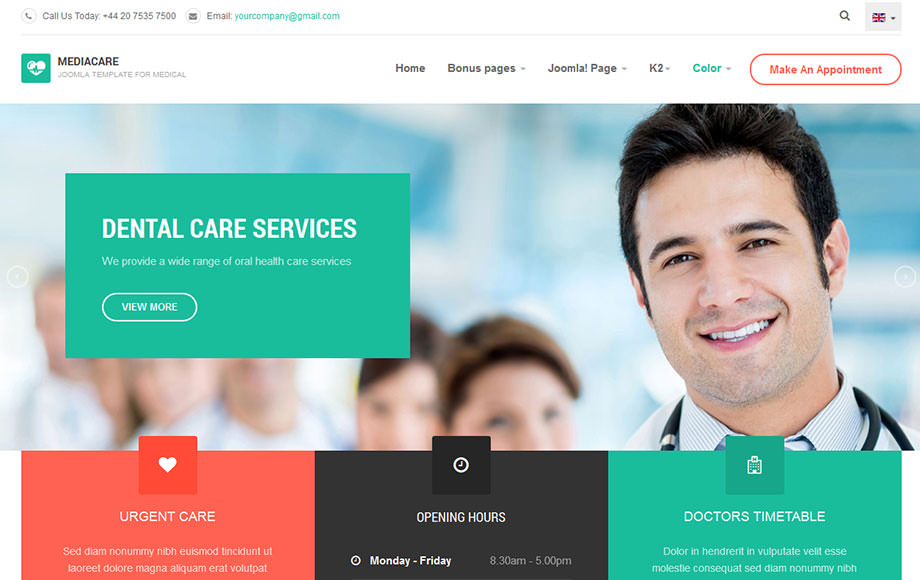 Call Us Today: +44 20 7535 7500 Email: yourcompany@gmail.com
MEDIACARE
JOOMLA TEMPLATE FOR MEDICAL
Home Bonus pages Joomla! Page K2 Color Make An Appointment
DENTAL CARE SERVICES
We provide a wide range of oral health care services
VIEW MORE
URGENT CARE
Sed diam nonummy nibh euismod tincidunt ut
laoreet dolore magna aliquam erat volutpat
OPENING HOURS
Monday - Friday 8.30am - 5.00pm
DOCTORS TIMETABLE
Dolor in hendrerit in vulputate velit esse
molestie consequat sed diam nonummy nibh